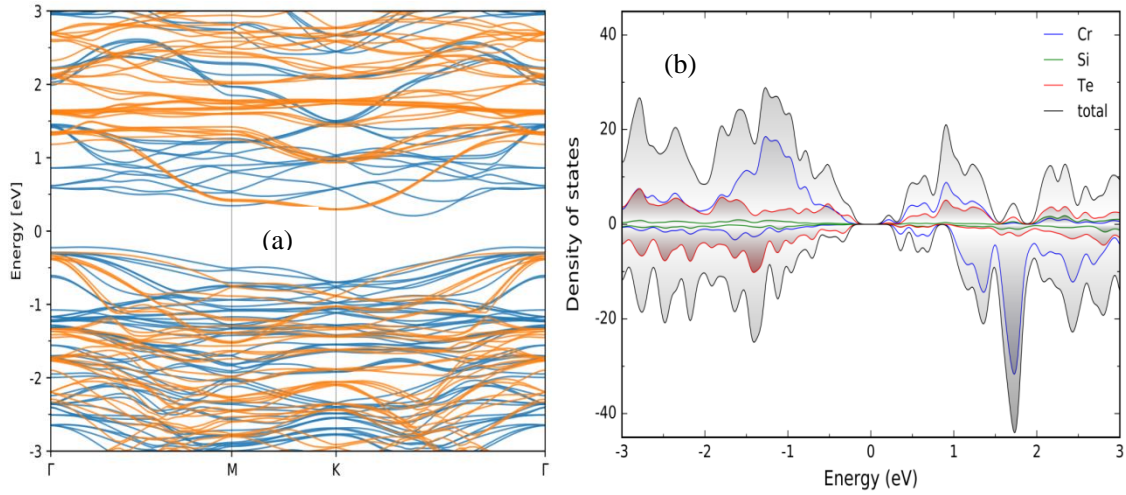 3
2
1
0
-1
-2
-3
Energy [eV]
Γ
M
K
Γ
(a)
40
20
0
0
-20
-40
Density of states
-3
-2
-1
0
1
2
3
Energy (eV)
(b)
Cr
Si
Te
total